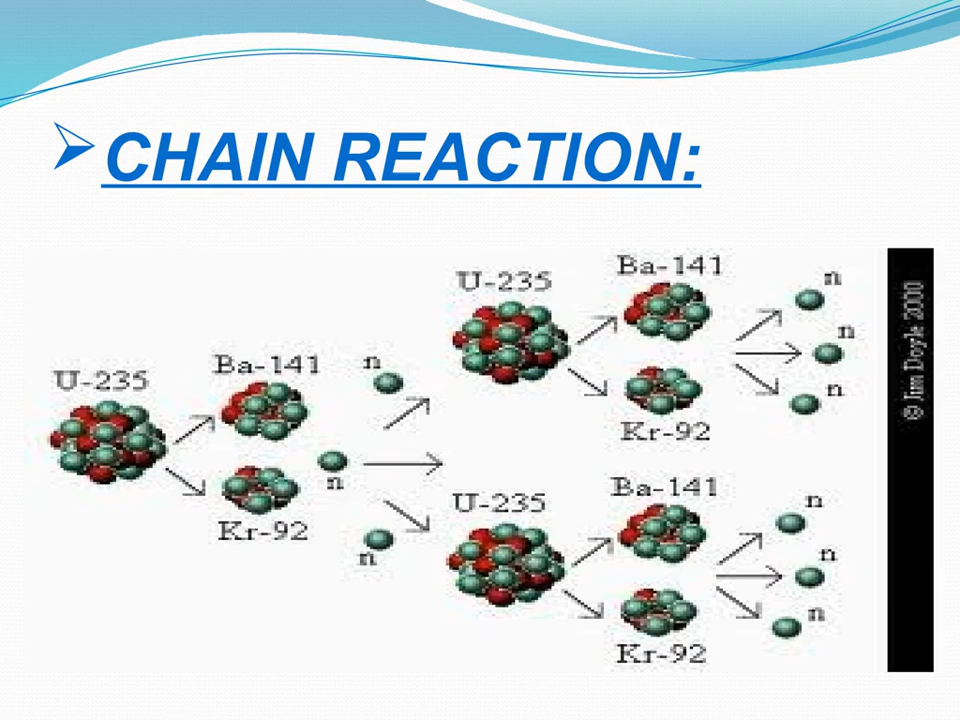 CHAIN REACTION:
U-235
Ba-141
Kr-92
n
n
n
U-235
Ba-141
Kr-92
n
n
n
U-235
Ba-141
Kr-92
n
n
n
© Jim Doyle 2000